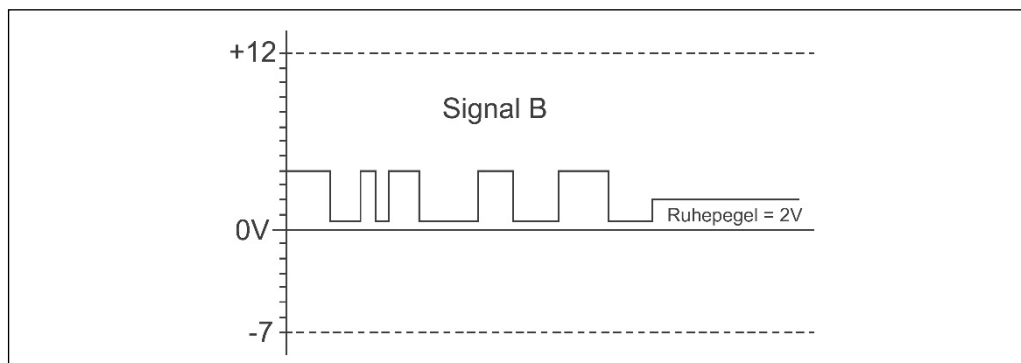 +12
Signal B
Ruhepegel = 2V
0V
-7